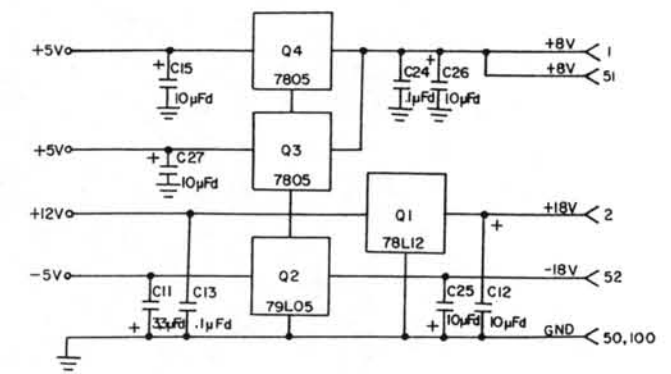 +5V
C15
10µFd
Q4
7805
C24
.1µFd
C26
10µFd
+8V
1
+8V
51
+5V
C27
10µFd
Q3
7805
+12V
Q1
78L12
+18V
2
-5V
C11
33µFd
C13
.1µFd
Q2
79L05
C25
10µFd
C12
10µFd
-18V
52
GND
50,100